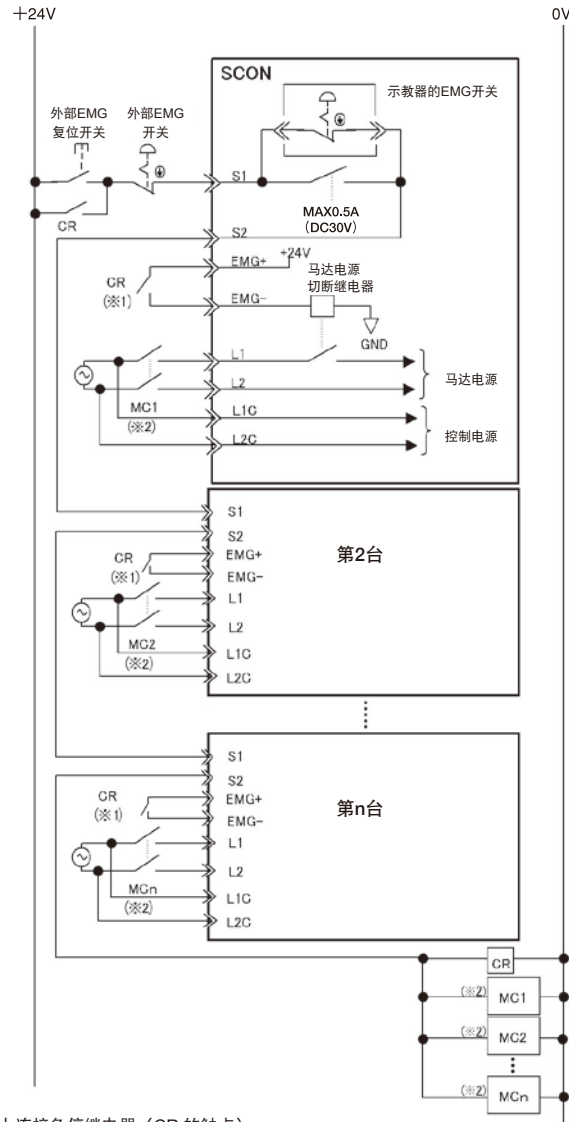 +24V
0V
SCON
外部EMG
复位开关
外部EMG
开关
示教器的EMG开关
S1
CR
MAX0.5A
(DC30V)
S2
+24V
EMG+
CR
(※1)
马达电源
切断继电器
EMG-
GND
L1
L2
马达电源
MC1
(※2)
L1C
控制电源
L2C
S1
S2
CR
(※1)
EMG+
EMG-
第2台
L1
L2
MC2
(※2)
L1C
L2C
S1
S2
CR
(※1)
EMG+
EMG-
第n台
L1
L2
MCn
(※2)
L1C
L2C
CR
(※2) MC1
(※2) MC2
(※2) MCn